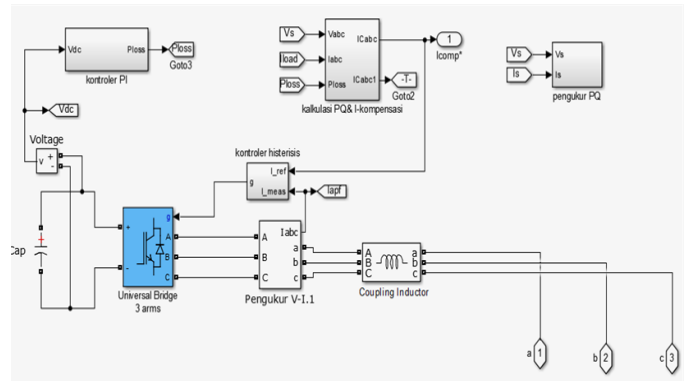 Vdc
Ploss
Ploss
Goto3
kontroler PI
Vdc
Voltage
v
+
-
Cap
Vs
Iload
Ploss
Vabc
Iabc
Ploss
ICabc
ICabc1
kalkulasi PQ& I-kompensasi
1
Icomp*
-T-
Goto2
Vs
Is
Vs
Is
pengukur PQ
kontroler histerisis
g
I_ref
I_meas
Iapf
+
-
g
A
B
C
Universal Bridge
3 arms
A
B
C
Iabc
a
b
c
Pengukur V-I.1
A
B
C
a
b
c
Coupling Inductor
a 1
b 2
c 3